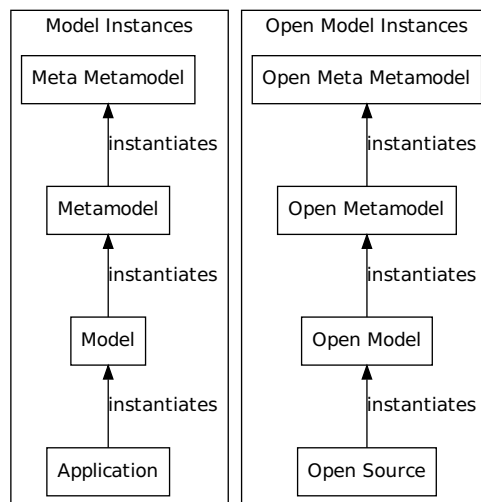 Model Instances
Meta Metamodel
instantiates
Metamodel
instantiates
Model
instantiates
Application
Open Model Instances
Open Meta Metamodel
instantiates
Open Metamodel
instantiates
Open Model
instantiates
Open Source